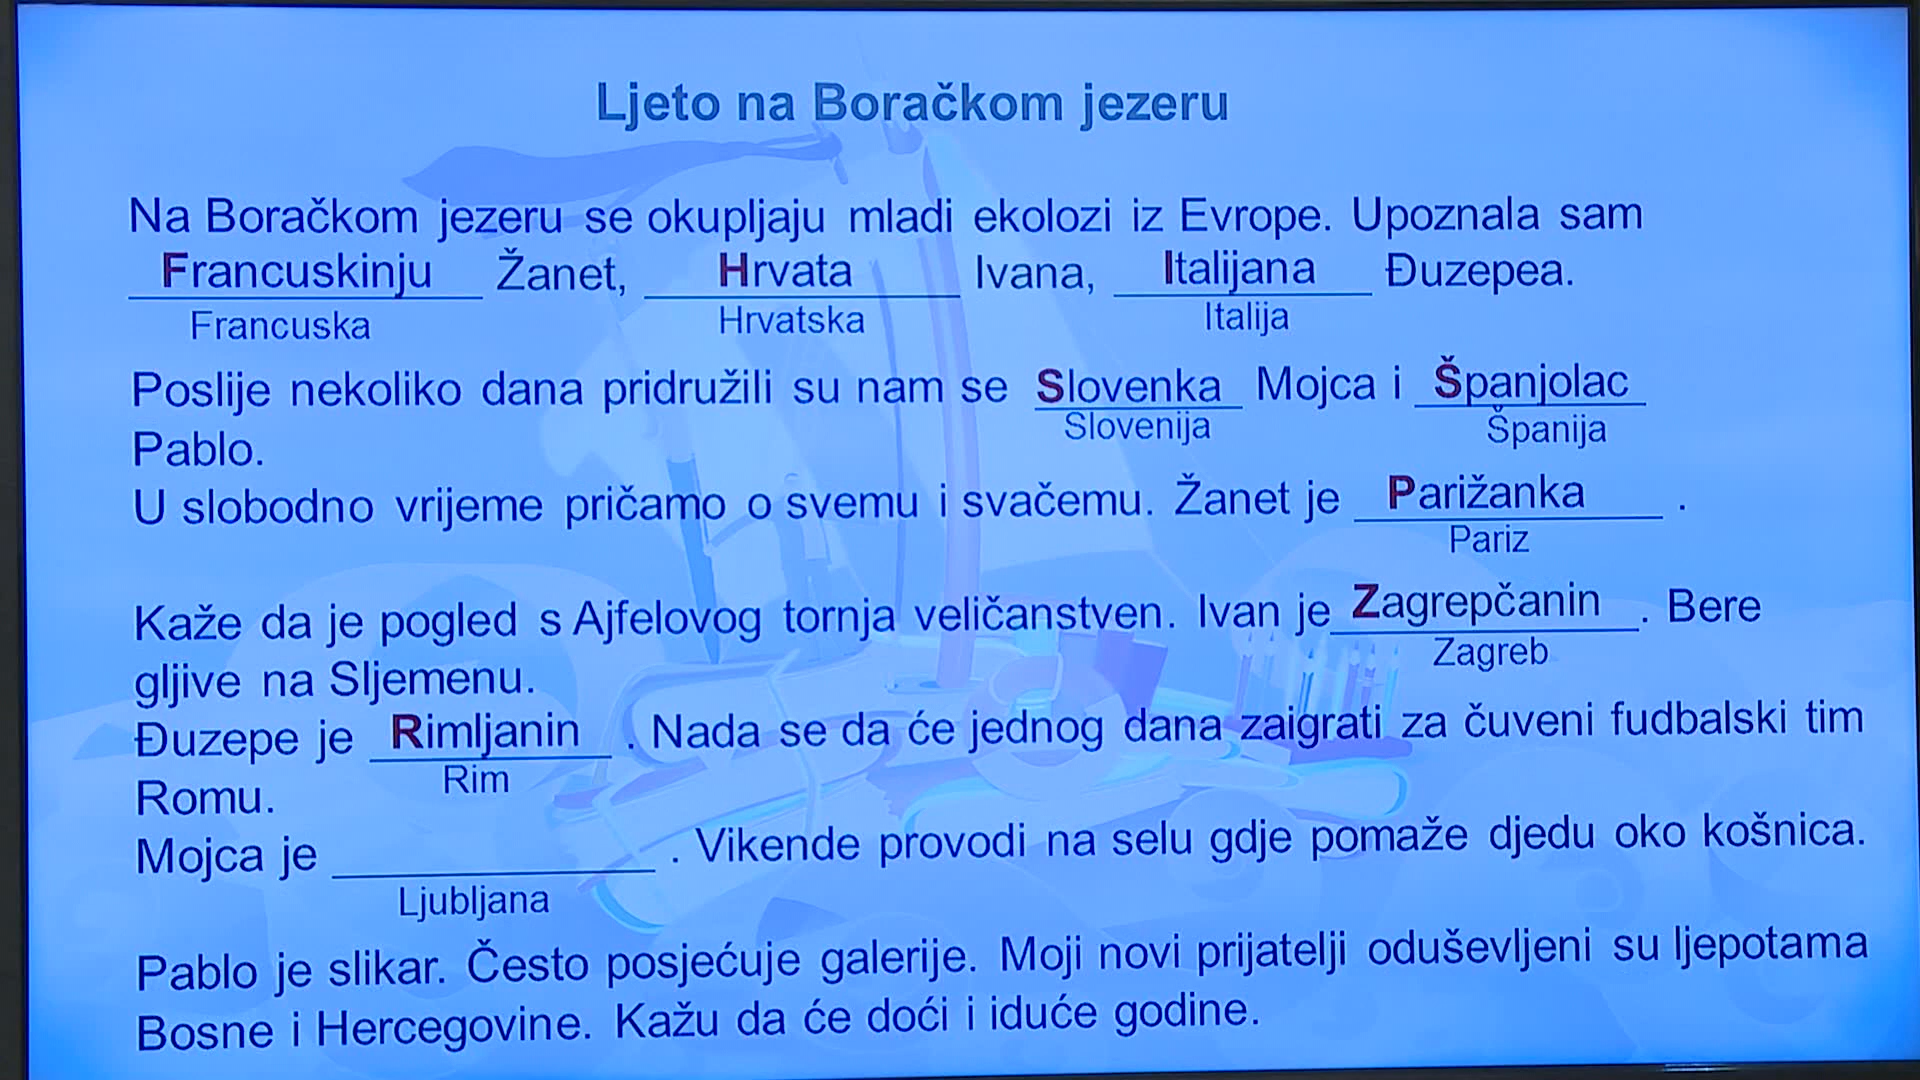 Ljeto na Boračkom jezeru
Na Boračkom jezeru se okupljaju mladi ekolozi iz Evrope. Upoznala sam
Francuskinju Žanet, Hrvata Ivana, Italijana Đuzepea.
Francuska Hrvatska Italija
Poslije nekoliko dana pridružili su nam se Slovenka Mojca i Španjolac
Slovenija Španija
Pablo.
U slobodno vrijeme pričamo o svemu i svačemu. Žanet je Parižanka .
Pariz
Kaže da je pogled s Ajfelovog tornja veličanstven. Ivan je Zagrepčanin . Bere
Zagreb
gljive na Sljemenu.
Đuzepe je Rimljanin . Nada se da će jednog dana zaigrati za čuveni fudbalski tim
Rim
Romu.
Mojca je ____________ . Vikende provodi na selu gdje pomaže djedu oko košnica.
Ljubljana
Pablo je slikar. Često posjećuje galerije. Moji novi prijatelji oduševljeni su ljepotama
Bosne i Hercegovine. Kažu da će doći i iduće godine.